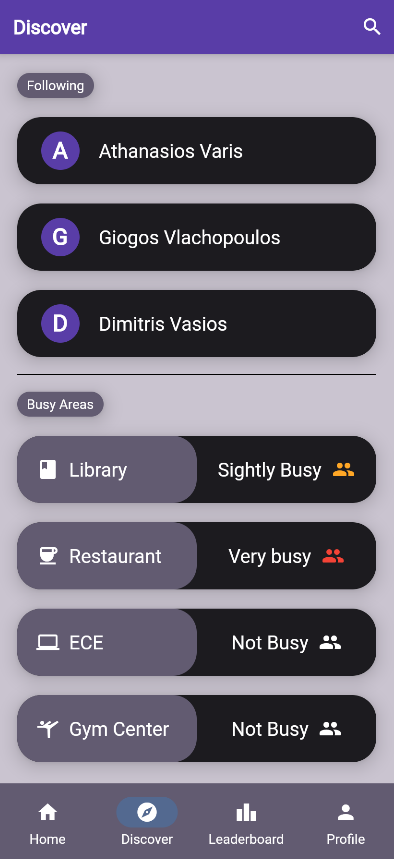 Discover
Following
A Athanasios Varis
G Giogos Vlachopoulos
D Dimitris Vasios
Busy Areas
Library Sightly Busy
Restaurant Very busy
ECE Not Busy
Gym Center Not Busy
Home Discover Leaderboard Profile